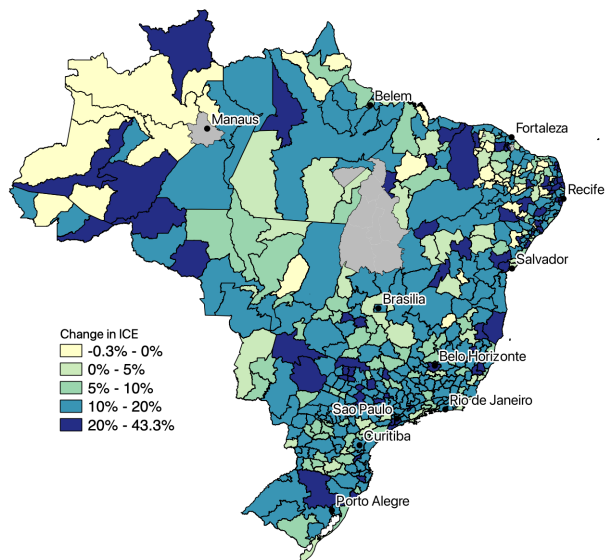 Manaus
Belem
Fortaleza
Recife
Salvador
Brasilia
Change in ICE
-0.3% - 0%
0% - 5%
5% - 10%
10% - 20%
20% - 43.3%
Belo Horizonte
Sao Paulo
Rio de Janeiro
Curitiba
Porto Alegre